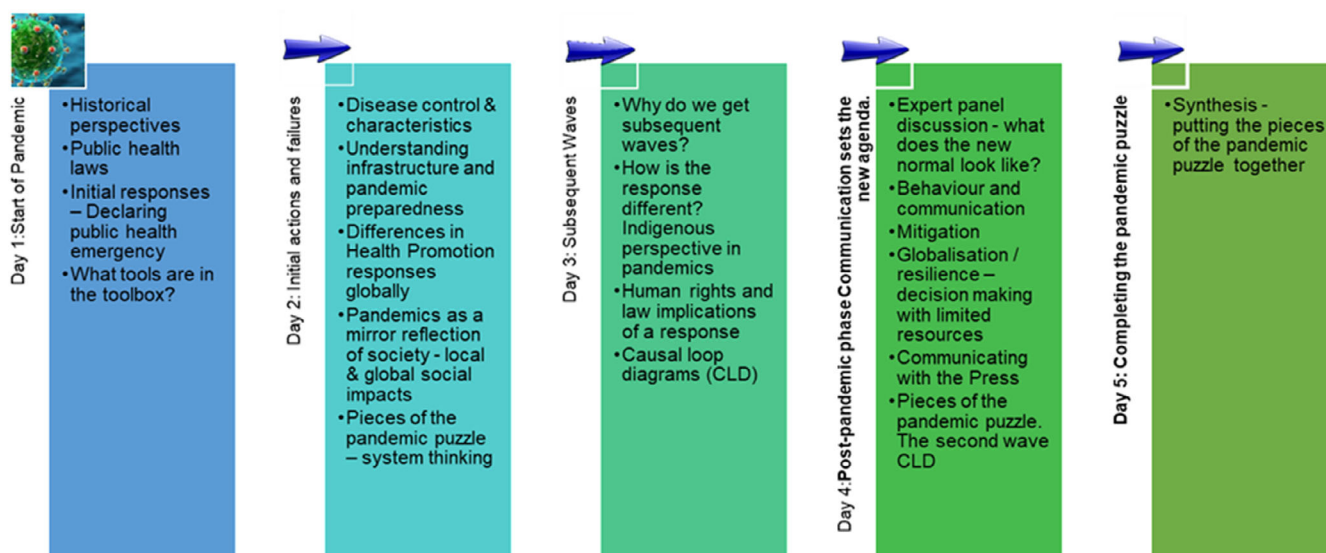 Day 1:Start of Pandemic
•Historical
perspectives
•Public health
laws
•Initial responses
– Declaring
public health
emergency
•What tools are in
the toolbox?
Day 2: Initial actions and failures
•Disease control &
characteristics
•Understanding
infrastructure and
pandemic
preparedness
•Differences in
Health Promotion
responses
globally
•Pandemics as a
mirror reflection
of society - local
& global social
impacts
•Pieces of the
pandemic puzzle
– system thinking
Day 3: Subsequent Waves
•Why do we get
subsequent
waves?
•How is the
response
different?
Indigenous
perspective in
pandemics
•Human rights and
law implications
of a response
•Causal loop
diagrams (CLD)
Day 4:Post-pandemic phase Communication sets the
new agenda.
•Expert panel
discussion - what
does the new
normal look like?
•Behaviour and
communication
•Mitigation
•Globalisation /
resilience –
decision making
with limited
resources
•Communicating
with the Press
•Pieces of the
pandemic puzzle.
The second wave
CLD
Day 5: Completing the pandemic puzzle
•Synthesis -
putting the pieces
of the pandemic
puzzle together